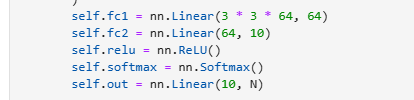 )
self.fc1 = nn.Linear(3 * 3 * 64, 64)
self.fc2 = nn.Linear(64, 10)
self.relu = nn.ReLU()
self.softmax = nn.Softmax()
self.out = nn.Linear(10, N)